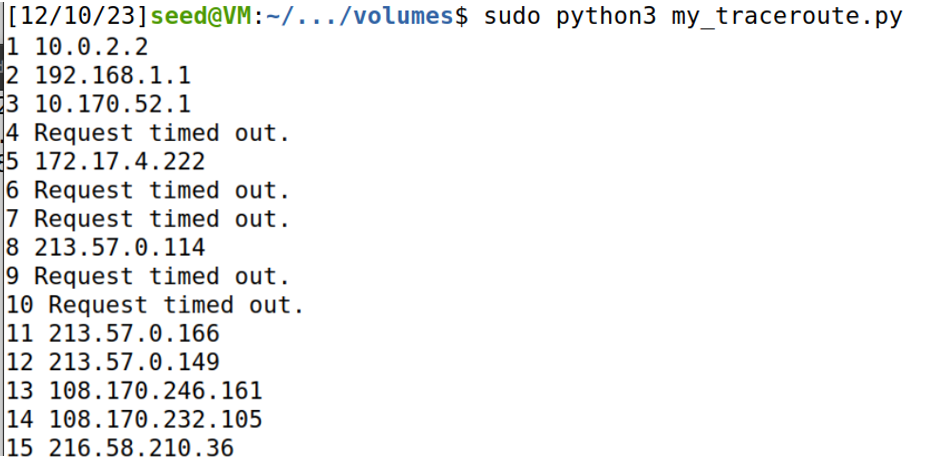 [12/10/23]seed@VM:~/.../volumes$ sudo python3 my_traceroute.py
1 10.0.2.2
2 192.168.1.1
3 10.170.52.1
4 Request timed out.
5 172.17.4.222
6 Request timed out.
7 Request timed out.
8 213.57.0.114
9 Request timed out.
10 Request timed out.
11 213.57.0.166
12 213.57.0.149
13 108.170.246.161
14 108.170.232.105
15 216.58.210.36